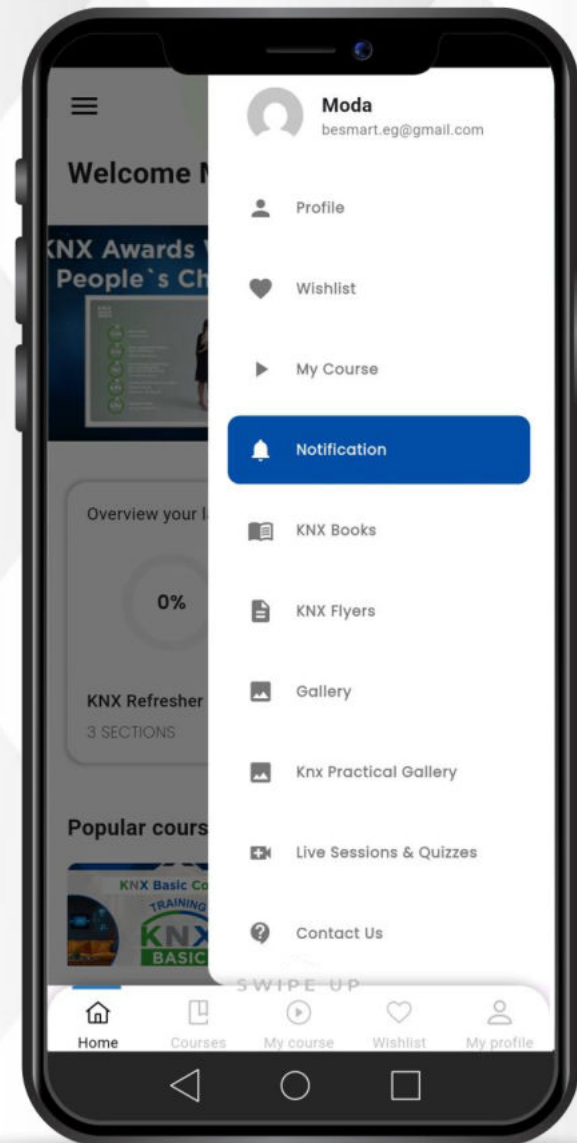 Moda
besmart.eg@gmail.com
Welcome
KNX Awards
People`s Ch
Profile
Wishlist
My Course
Notification
KNX Books
KNX Flyers
Gallery
Knx Practical Gallery
Live Sessions & Quizzes
Contact Us
Overview your l
0%
KNX Refresher
3 SECTIONS
Popular cours
KNX Basic Co
TRAINING
KNX
BASIC
SWIPE UP
Home
Courses
My course
Wishlist
My profile